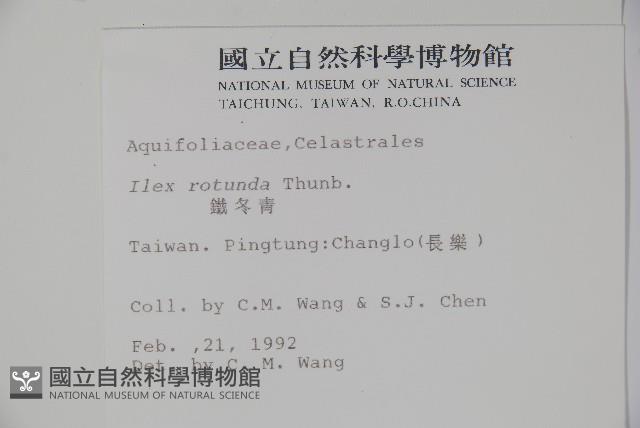 國立自然科學博物館
NATIONAL MUSEUM OF NATURAL SCIENCE
TAICHUNG, TAIWAN, R.O.CHINA
Aquifoliaceae,Celastrales
Ilex rotunda Thunb.
鐵冬青
Taiwan. Pingtung:Changlo(長樂)
Coll. by C.M. Wang & S.J. Chen
Feb. ,21, 1992
Det. by C. M. Wang
國立自然科學博物館
NATIONAL MUSEUM OF NATURAL SCIENCE